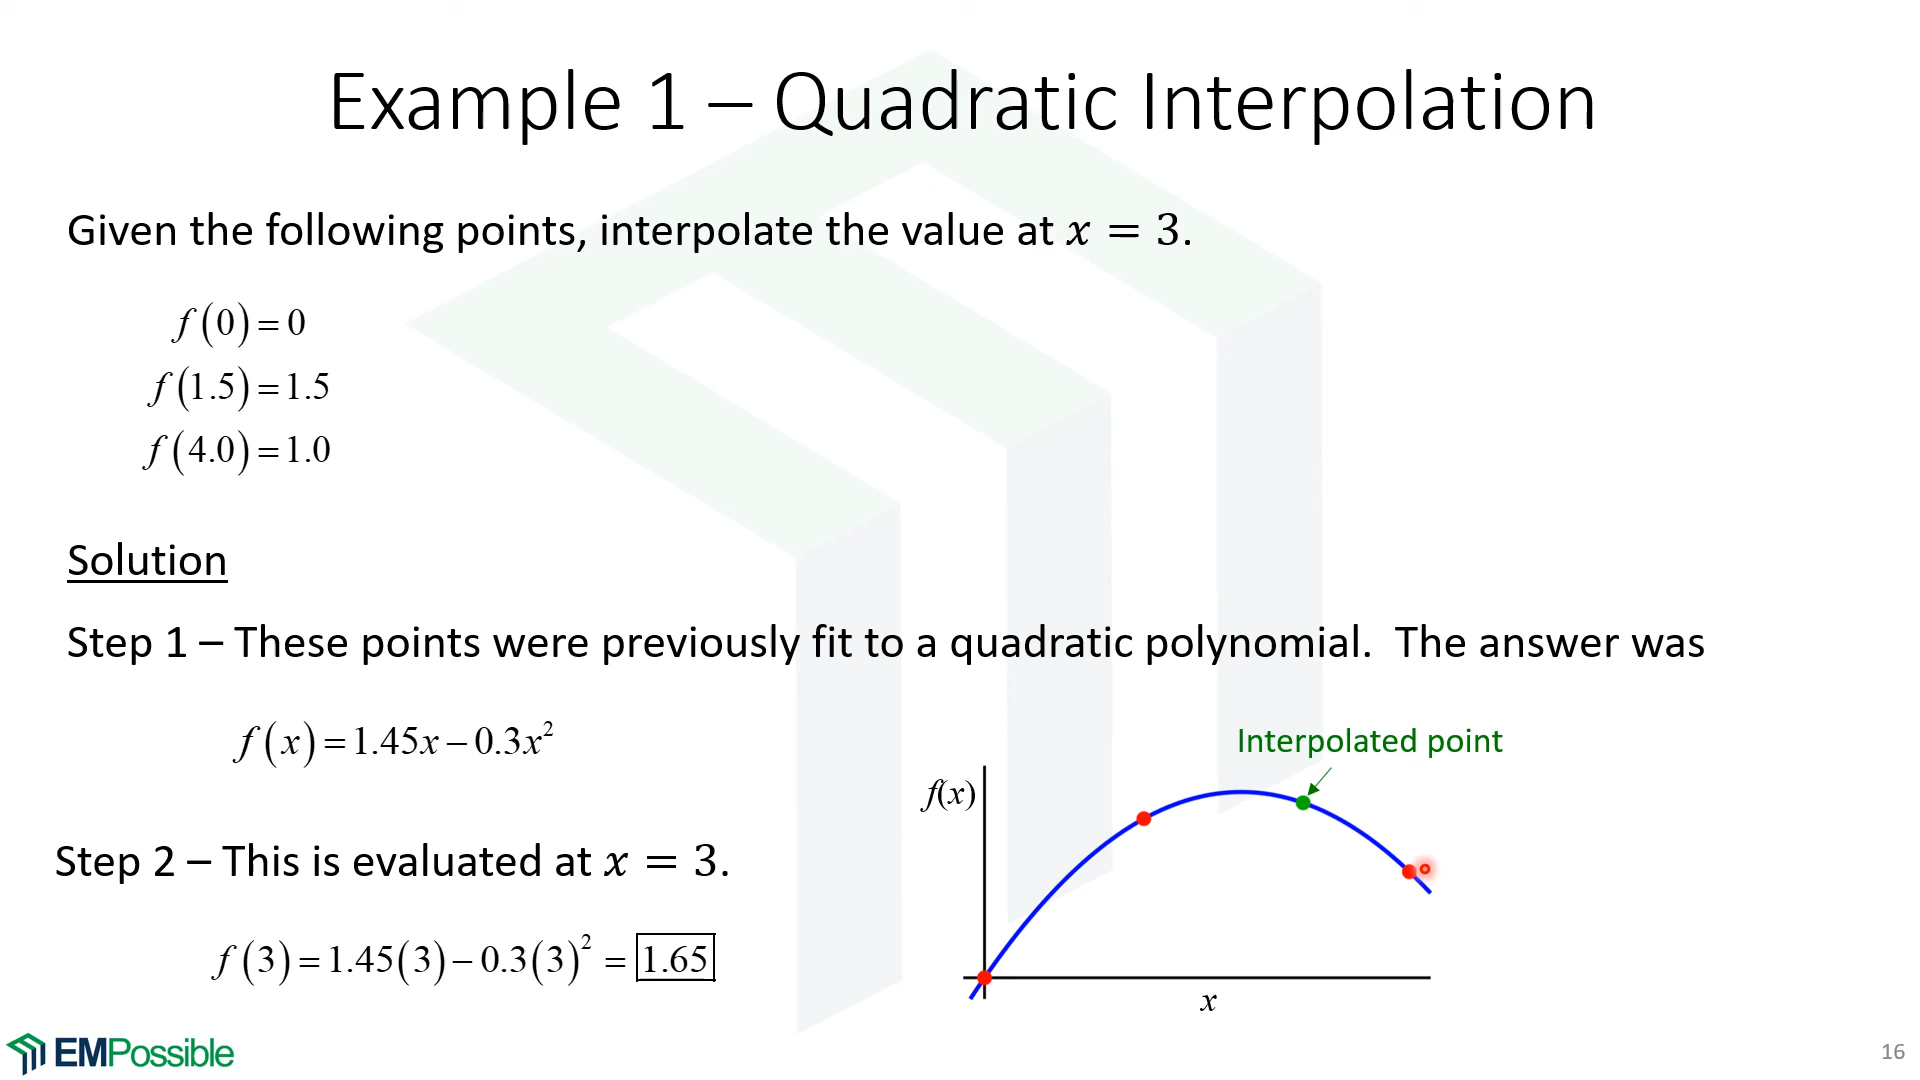 Example 1 – Quadratic Interpolation
Given the following points, interpolate the value at x = 3.
f(0) = 0
f(1.5) = 1.5
f(4.0) = 1.0
Solution
Step 1 – These points were previously fit to a quadratic polynomial.  The answer was
f(x) = 1.45x – 0.3x²
Interpolated point
f(x)
Step 2 – This is evaluated at x = 3.
f(3) = 1.45(3) – 0.3(3)² = 1.65
x
EMPossible
16